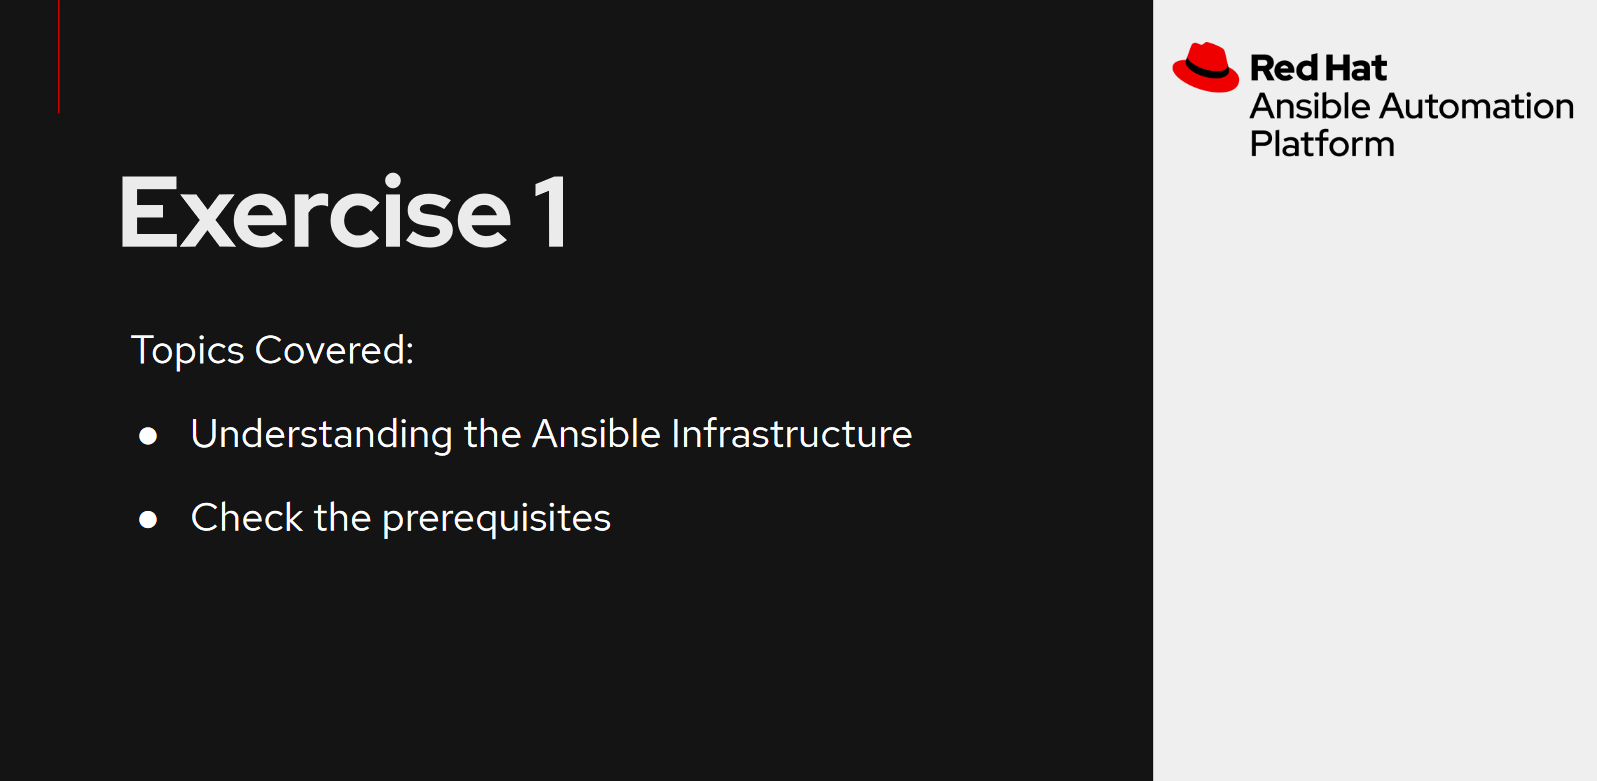 Exercise 1
Topics Covered:
● Understanding the Ansible Infrastructure
● Check the prerequisites
Red Hat
Ansible Automation
Platform